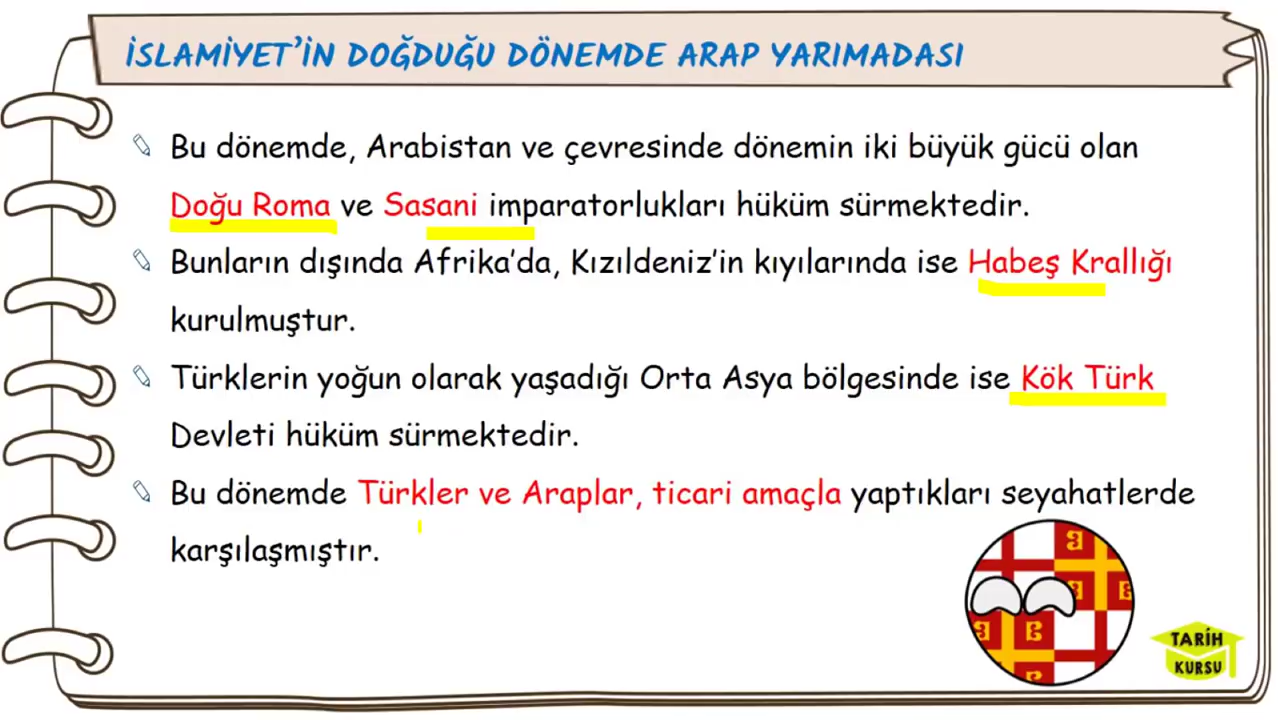 İSLAMİYET'İN DOĞDUĞU DÖNEMDE ARAP YARIMADASI
Bu dönemde, Arabistan ve çevresinde dönemin iki büyük gücü olan
Doğu Roma ve Sasani imparatorlukları hüküm sürmektedir.
Bunların dışında Afrika'da, Kızıldeniz'in kıyılarında ise Habeş Krallığı
kurulmuştur.
Türklerin yoğun olarak yaşadığı Orta Asya bölgesinde ise Kök Türk
Devleti hüküm sürmektedir.
Bu dönemde Türkler ve Araplar, ticari amaçla yaptıkları seyahatlerde
karşılaşmıştır.
TARİH
KURSU